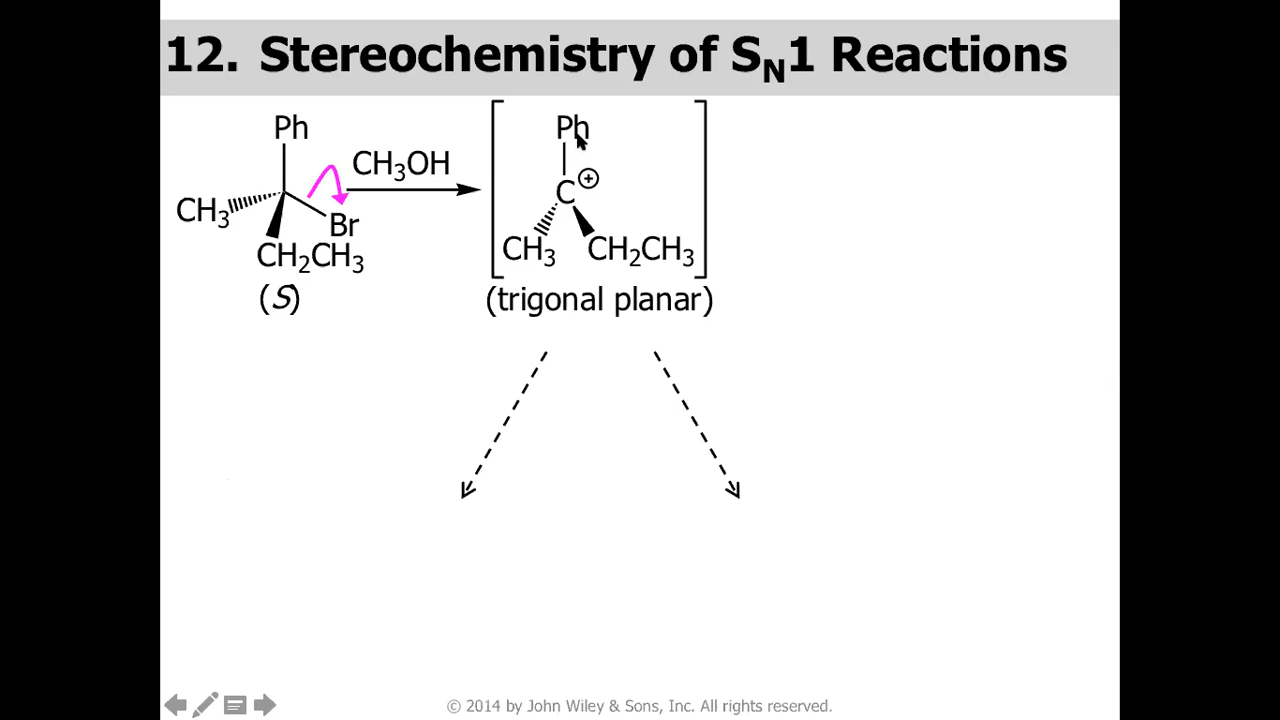 12. Stereochemistry of SN1 Reactions
Ph
CH3OH
CH3
Br
CH2CH3
(S)
Ph
C +
CH3
CH2CH3
(trigonal planar)
© 2014 by John Wiley & Sons, Inc. All rights reserved.